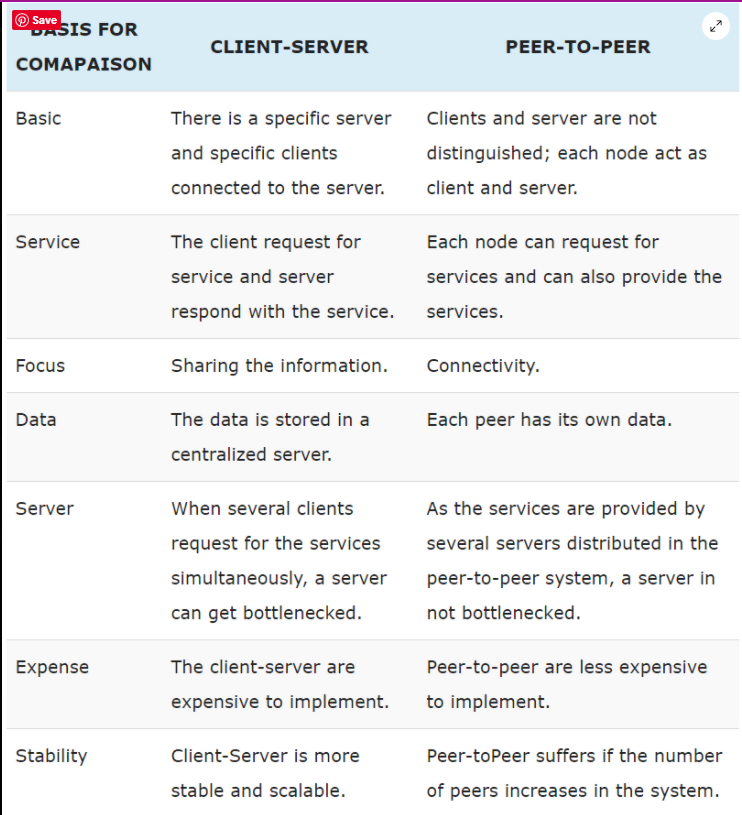 Save
BASIS FOR
COMAPAISON
CLIENT-SERVER
PEER-TO-PEER
Basic
There is a specific server
and specific clients
connected to the server.
Clients and server are not
distinguished; each node act as
client and server.
Service
The client request for
service and server
respond with the service.
Each node can request for
services and can also provide the
services.
Focus
Sharing the information.
Connectivity.
Data
The data is stored in a
centralized server.
Each peer has its own data.
Server
When several clients
request for the services
simultaneously, a server
can get bottlenecked.
As the services are provided by
several servers distributed in the
peer-to-peer system, a server in
not bottlenecked.
Expense
The client-server are
expensive to implement.
Peer-to-peer are less expensive
to implement.
Stability
Client-Server is more
stable and scalable.
Peer-toPeer suffers if the number
of peers increases in the system.